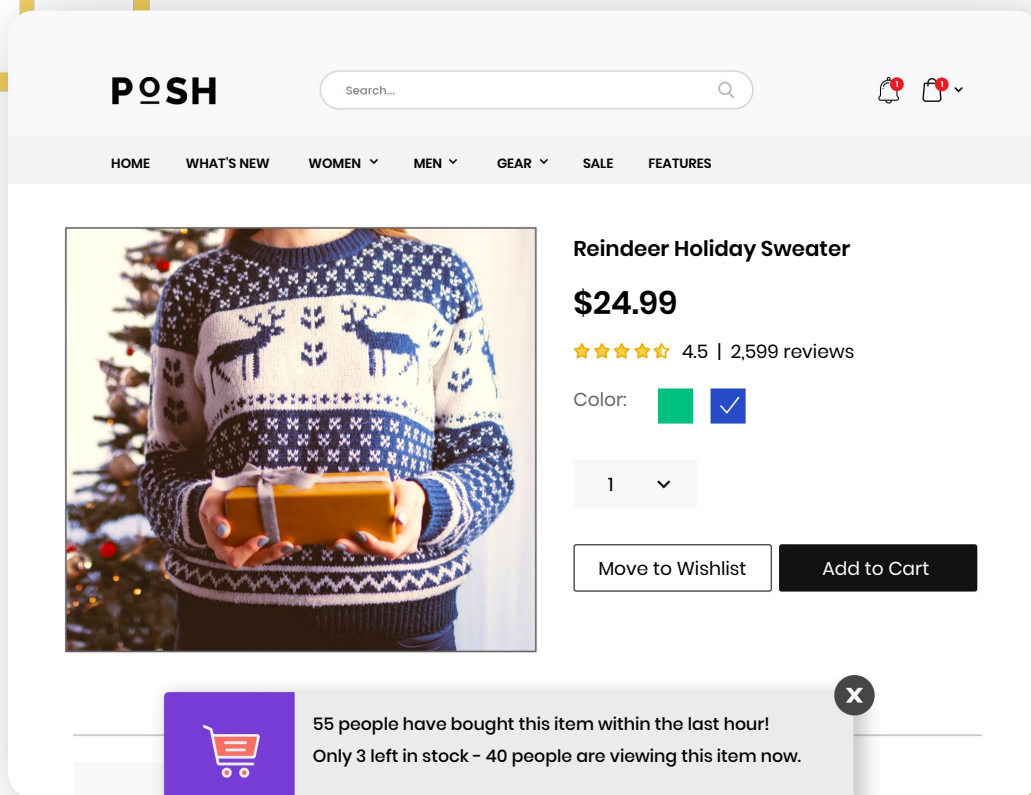 POSH
Search...
1
1
HOME WHAT'S NEW WOMEN MEN GEAR SALE FEATURES
Reindeer Holiday Sweater
$24.99
4.5 | 2,599 reviews
Color:
1
Move to Wishlist Add to Cart
X
55 people have bought this item within the last hour!
Only 3 left in stock - 40 people are viewing this item now.